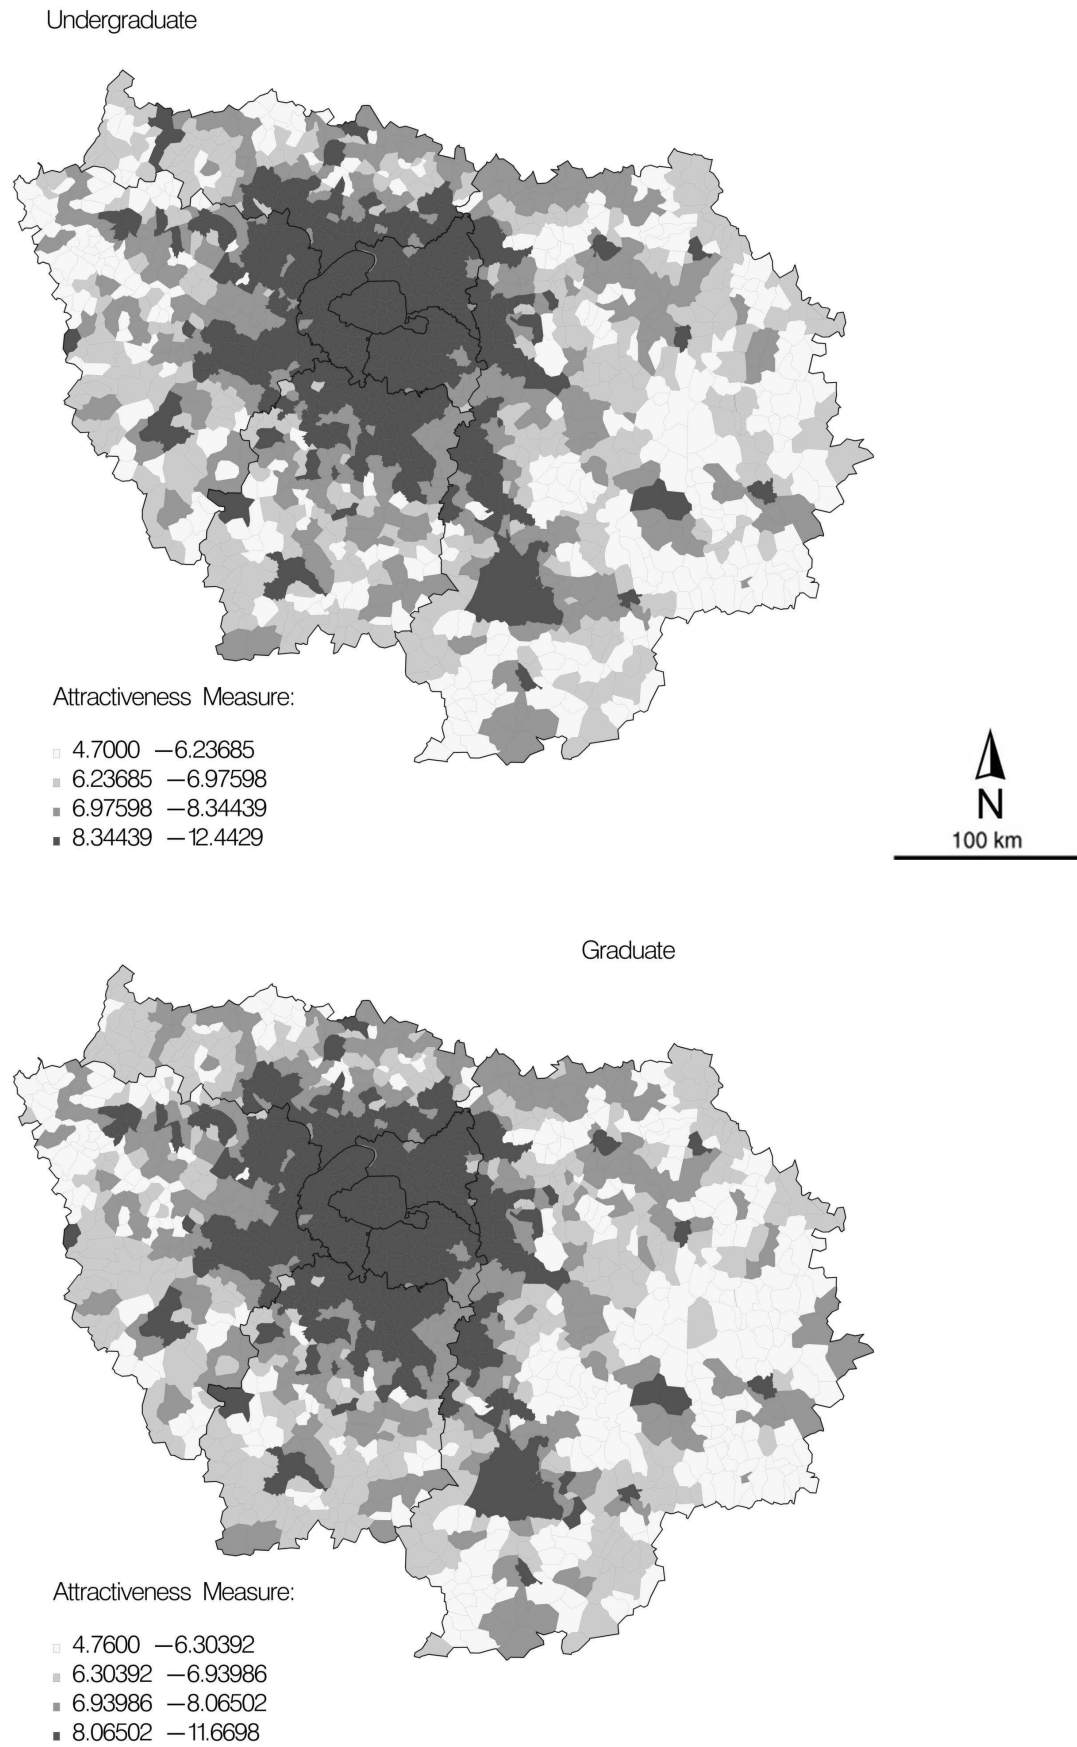 Undergraduate
Attractiveness Measure:
4.7000 —6.23685
6.23685 —6.97598
6.97598 —8.34439
8.34439 —12.4429
N
100 km
Graduate
Attractiveness Measure:
4.7600 —6.30392
6.30392 —6.93986
6.93986 —8.06502
8.06502 —11.6698